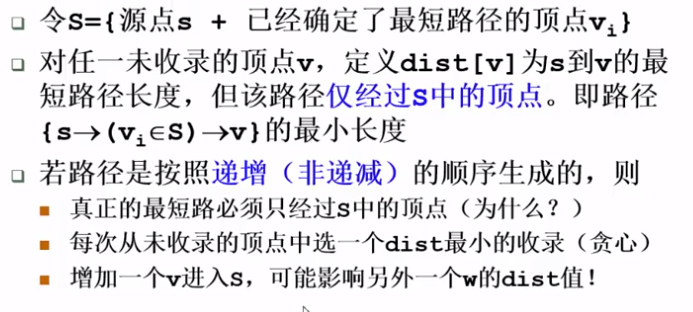 令S={源点s + 已经确定了最短路径的顶点vi}
对任一未收录的顶点v，定义dist[v]为s到v的最
短路径长度，但该路径仅经过S中的顶点。即路径
{s→(vi∈S)→v}的最小长度
若路径是按照递增（非递减）的顺序生成的，则
真正的最短路必须只经过S中的顶点（为什么？）
每次从未收录的顶点中选一个dist最小的收录（贪心）
增加一个v进入S，可能影响另外一个w的dist值！